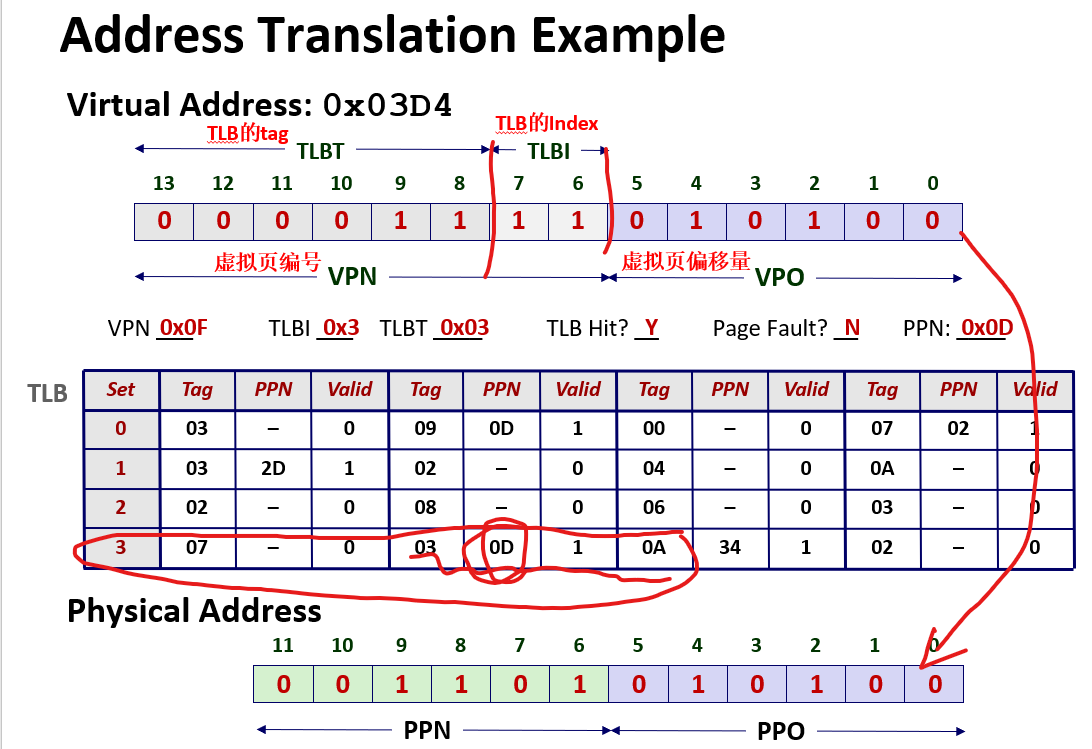 Address Translation Example
Virtual Address: 0x03D4
TLB的tag TLB的Index
TLBT TLBI
13 12 11 10 9 8 7 6 5 4 3 2 1 0
0 0 0 0 1 1 1 1 0 1 0 1 0 0
虚拟页编号 VPN 虚拟页偏移量 VPO
VPN 0x0F TLBI 0x3 TLBT 0x03 TLB Hit? Y Page Fault? N PPN: 0x0D
TLB
Set Tag PPN Valid Tag PPN Valid Tag PPN Valid Tag PPN Valid
0 03 – 0 09 0D 1 00 – 0 07 02 1
1 03 2D 1 02 – 0 04 – 0 0A – 0
2 02 – 0 08 – 0 06 – 0 03 – 0
3 07 – 0 03 0D 1 0A 34 1 02 – 0
Physical Address
11 10 9 8 7 6 5 4 3 2 1 0
0 0 1 1 0 1 0 1 0 1 0 0
PPN PPO